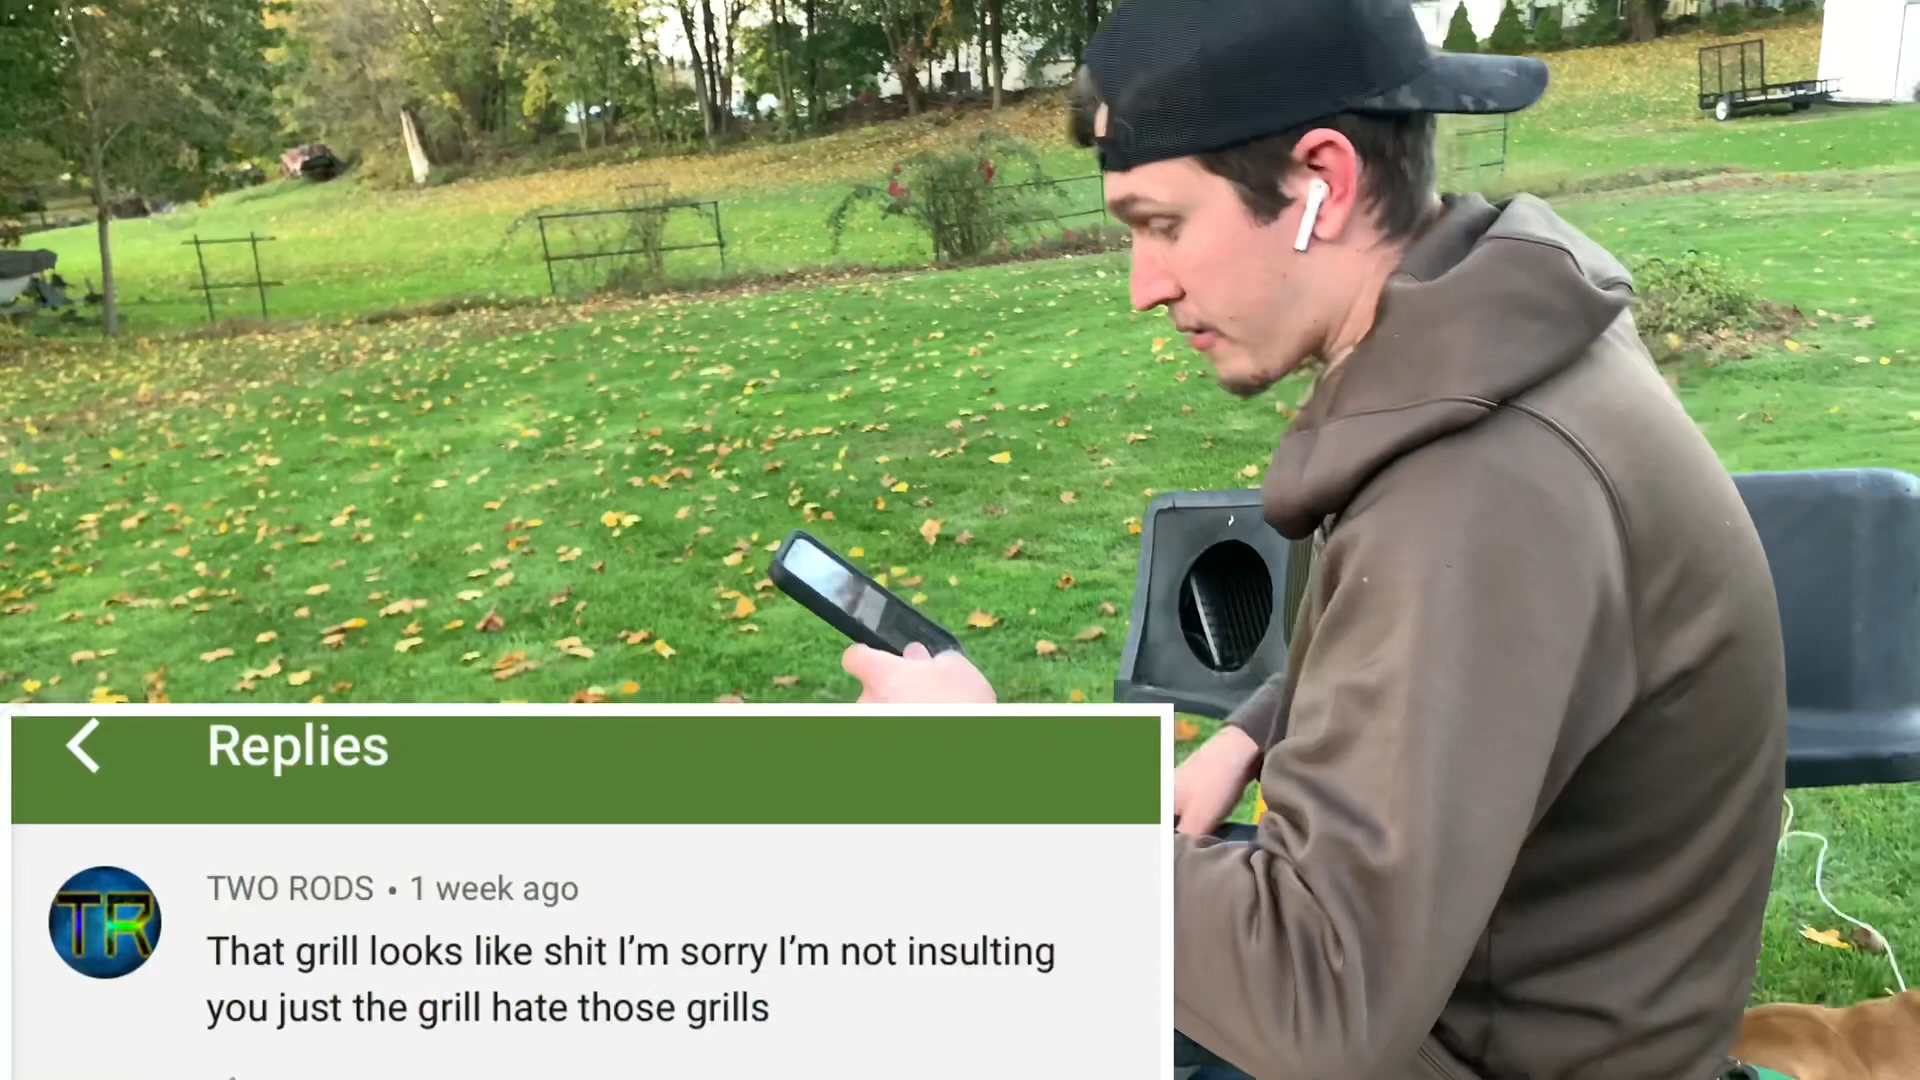 Replies
TR
TWO RODS • 1 week ago
That grill looks like shit I'm sorry I'm not insulting
you just the grill hate those grills